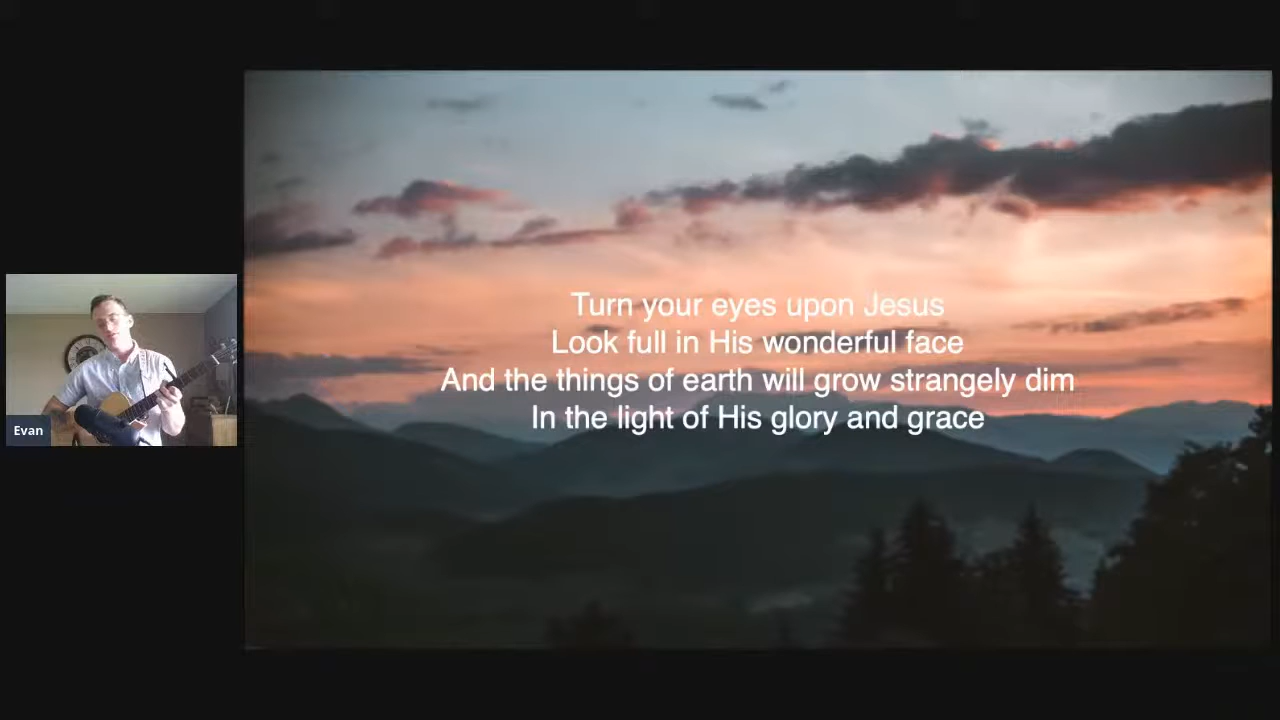 Turn your eyes upon Jesus
Look full in His wonderful face
And the things of earth will grow strangely dim
In the light of His glory and grace
Evan